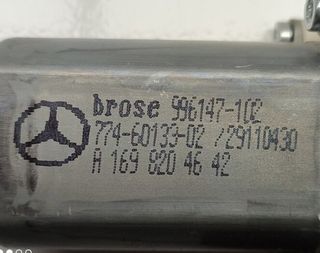 brose 996147-102
774-60133-02 /29110430
A 169 820 46 42